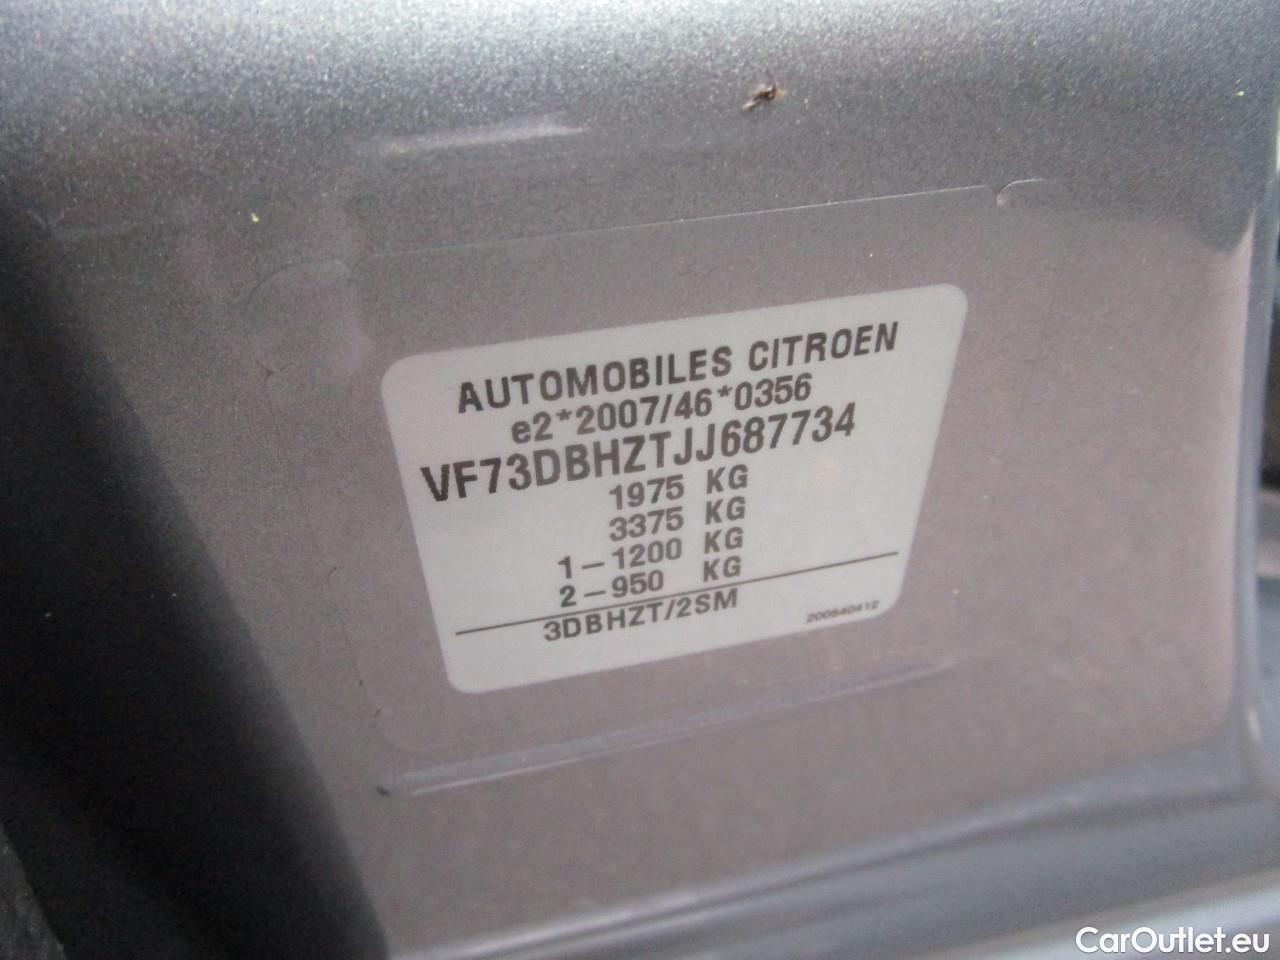 AUTOMOBILES CITROEN
e2*2007/46*0356
VF73DBHZTJJ687734
1975 KG
3375 KG
1-1200 KG
2-950 KG
3DBHZT/2SM
200840412
CarOutlet.eu